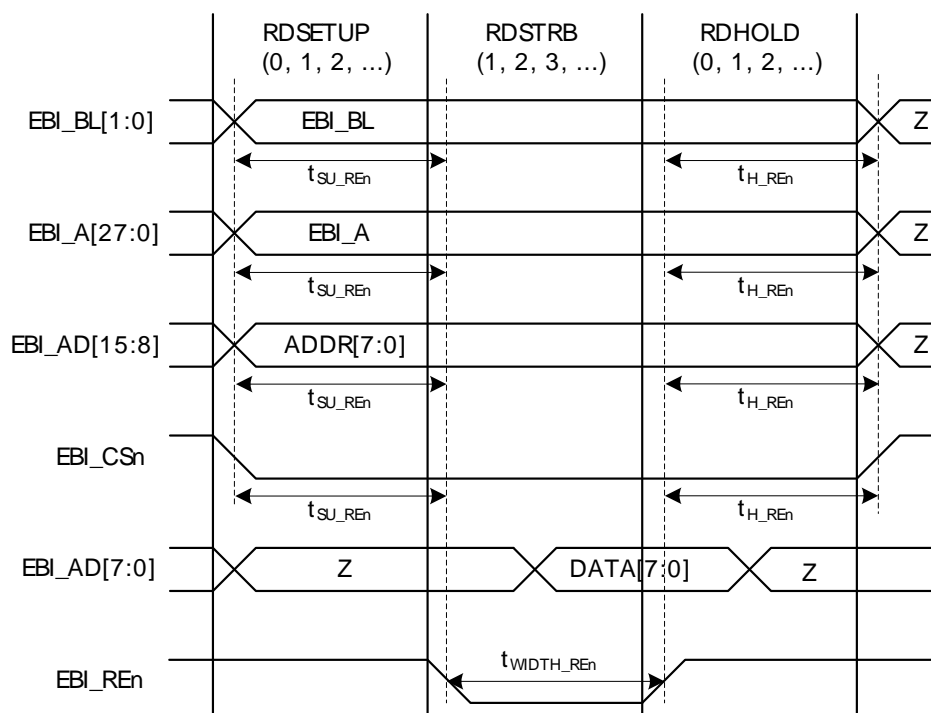 RDSETUP RDSTRB RDHOLD
(0, 1, 2, ...) (1, 2, 3, ...) (0, 1, 2, ...)
EBI_BL[1:0] EBI_BL Z
tSU_REn tH_REn
EBI_A[27:0] EBI_A Z
tSU_REn tH_REn
EBI_AD[15:8] ADDR[7:0] Z
tSU_REn tH_REn
EBI_CSn
tSU_REn tH_REn
EBI_AD[7:0] Z DATA[7:0] Z
tWIDTH_REn
EBI_REn